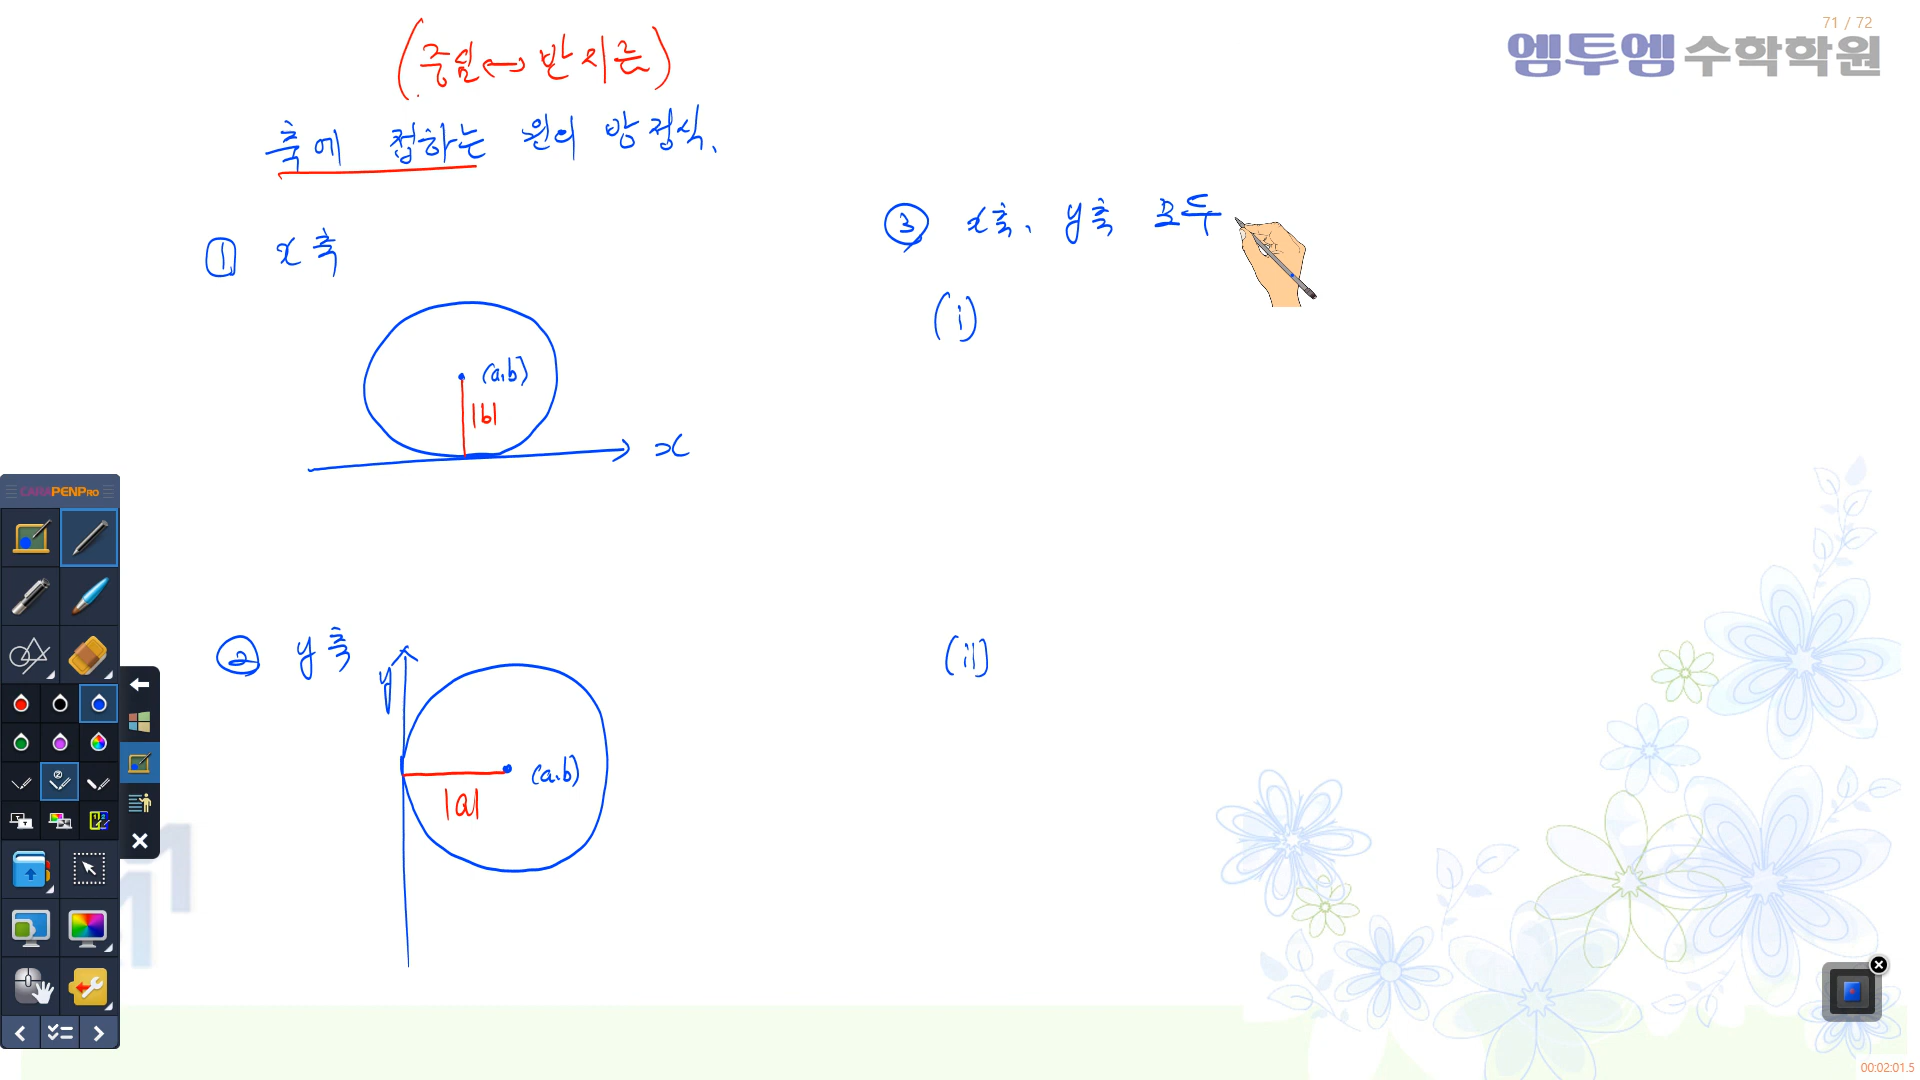 71 / 72
엠투엠 수학학원
(중심↔반지름)
축에 접하는 원의 방정식.
① x축
(a,b)
|b|
x
② y축
y
(a,b)
|a|
③ x축, y축 모두
(i)
(ii)
CARAPENPRO
00:02:01.5